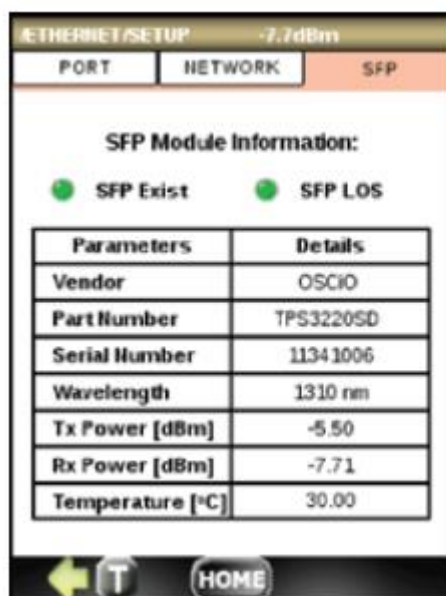 ÆTHERNET/SETUP -7.7dBm
PORT NETWORK SFP
SFP Module Information:
SFP Exist SFP LOS
Parameters Details
Vendor OSCiO
Part Number TPS3220SD
Serial Number 11341006
Wavelength 1310 nm
Tx Power [dBm] -5.50
Rx Power [dBm] -7.71
Temperature [ºC] 30.00
T HOME